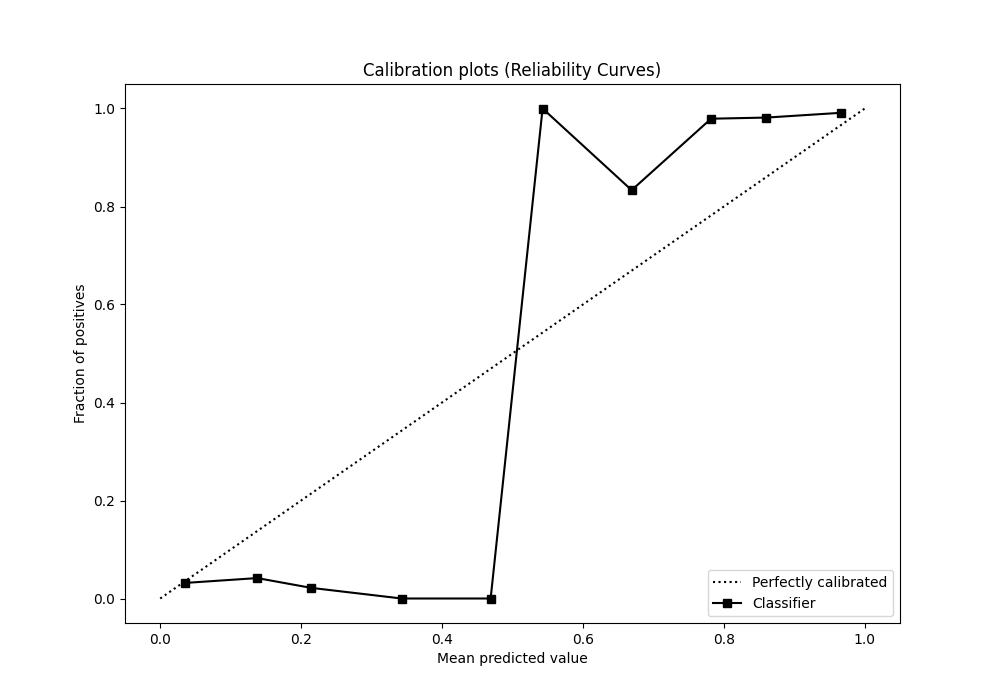 Calibration plots (Reliability Curves)
Fraction of positives
1.0
0.8
0.6
0.4
0.2
0.0
0.0 0.2 0.4 0.6 0.8 1.0
Mean predicted value
Perfectly calibrated
Classifier